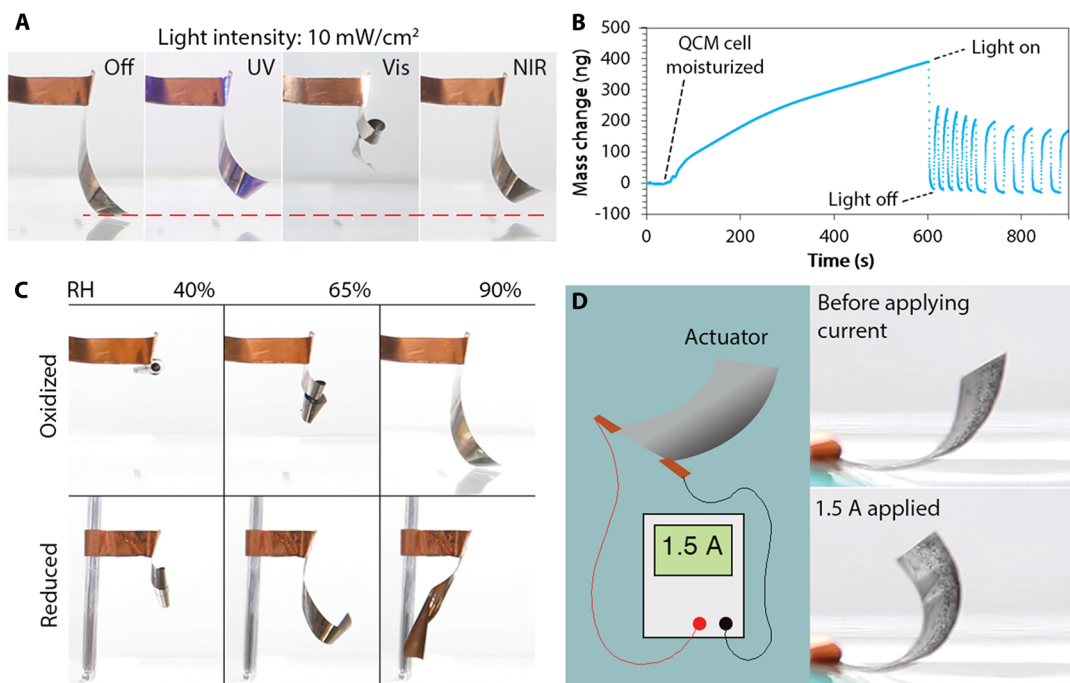 A
Light intensity: 10 mW/cm²
Off
UV
Vis
NIR
B
Mass change (ng)
500
400
300
200
100
0
-100
QCM cell
moisturized
Light on
Light off
0
200
400
600
800
Time (s)
C
RH
40%
65%
90%
Oxidized
Reduced
D
Actuator
1.5 A
Before applying
current
1.5 A applied